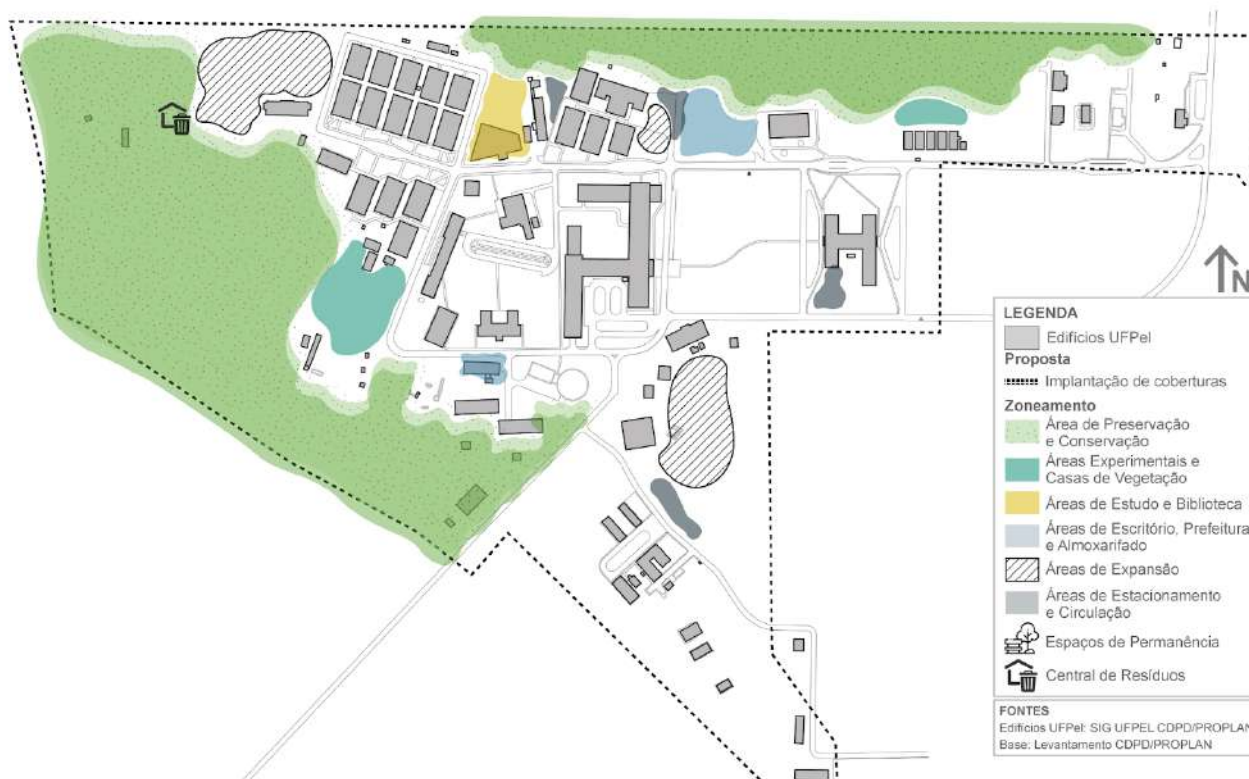 N
LEGENDA
Edifícios UFPel
Proposta
Implantação de coberturas
Zoneamento
Área de Preservação
e Conservação
Áreas Experimentais e
Casas de Vegetação
Áreas de Estudo e Biblioteca
Áreas de Escritório, Prefeitura
e Almoxarifado
Áreas de Expansão
Áreas de Estacionamento
e Circulação
Espaços de Permanência
Central de Resíduos
FONTES
Edifícios UFPel: SIG UFPEL CDPD/PROPLAN
Base: Levantamento CDPD/PROPLAN